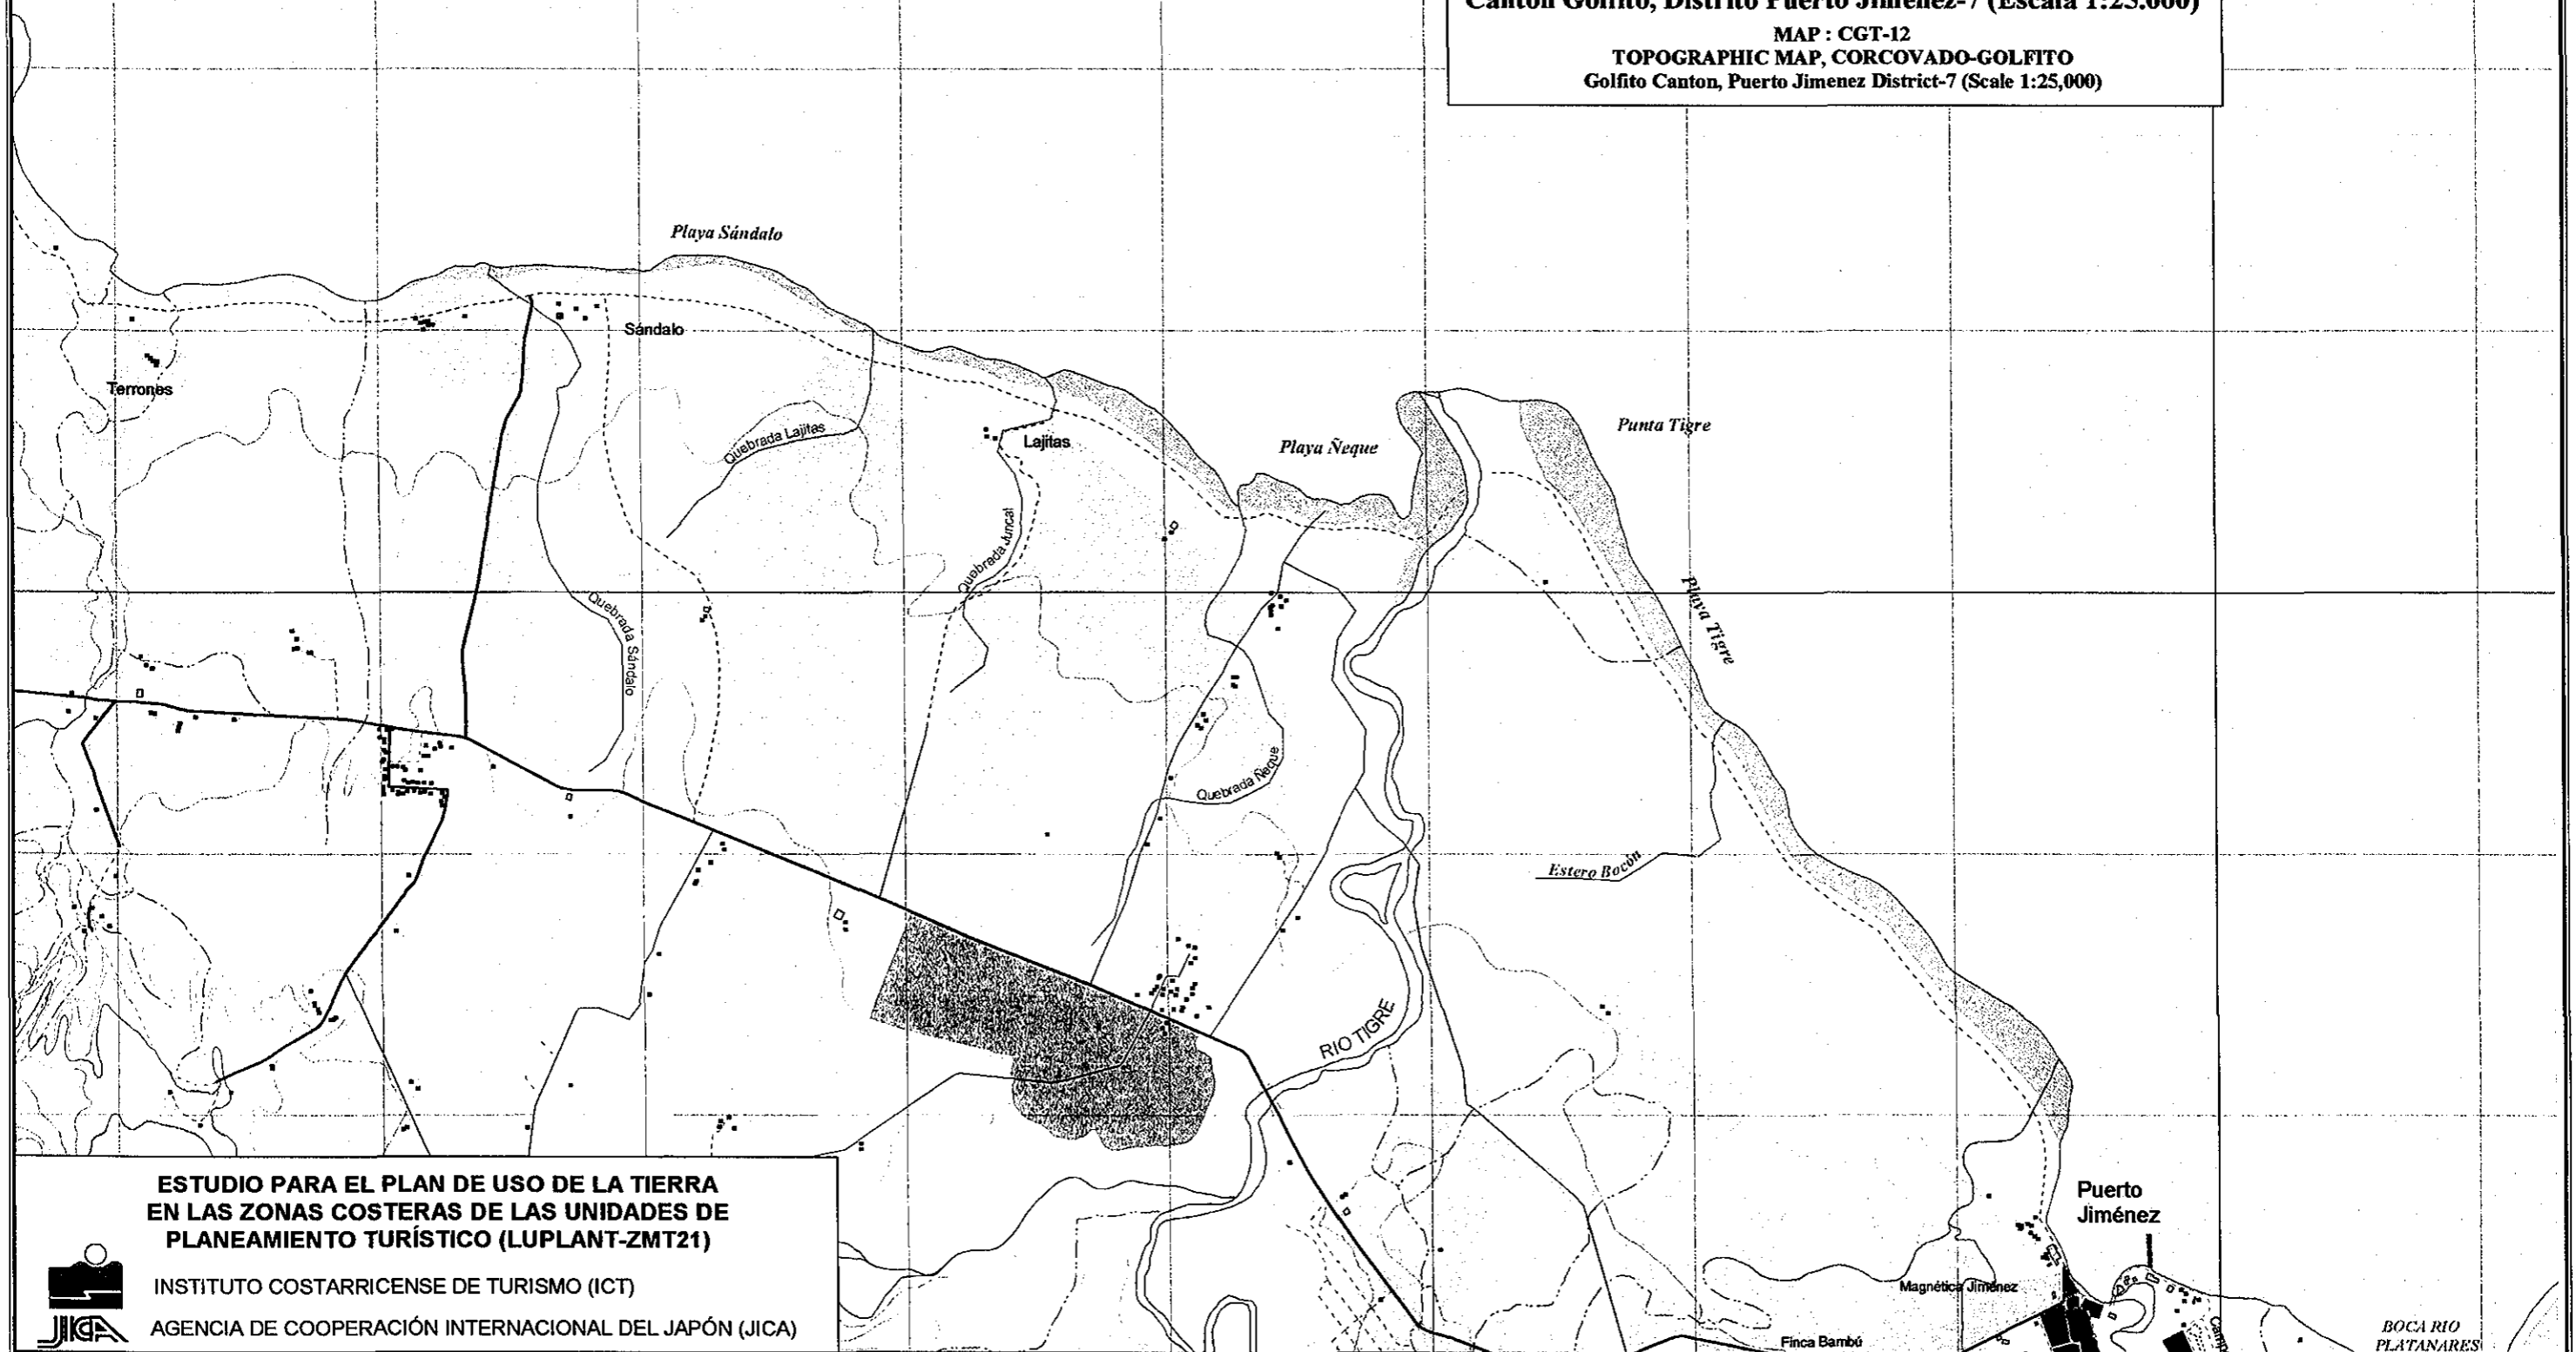 Canton Golfito, Distrito Puerto Jiménez-7 (Escala 1:25.000)
MAP : CGT-12
TOPOGRAPHIC MAP, CORCOVADO-GOLFITO
Golfito Canton, Puerto Jimenez District-7 (Scale 1:25,000)
Playa Sándalo
Sándalo
Terrones
Punta Tigre
Quebrada Lajitas
Lajitas
Playa Ñeque
Quebrada Juncal
Quebrada Sándalo
Playa Tigre
Quebrada Ñeque
Estero Bocón
RIO TIGRE
ESTUDIO PARA EL PLAN DE USO DE LA TIERRA
EN LAS ZONAS COSTERAS DE LAS UNIDADES DE
PLANEAMIENTO TURÍSTICO (LUPLANT-ZMT21)
INSTITUTO COSTARRICENSE DE TURISMO (ICT)
JICA
AGENCIA DE COOPERACIÓN INTERNACIONAL DEL JAPÓN (JICA)
Puerto
Jiménez
Magnética Jiménez
Finca Bambú
BOCA RIO
PLATANARES